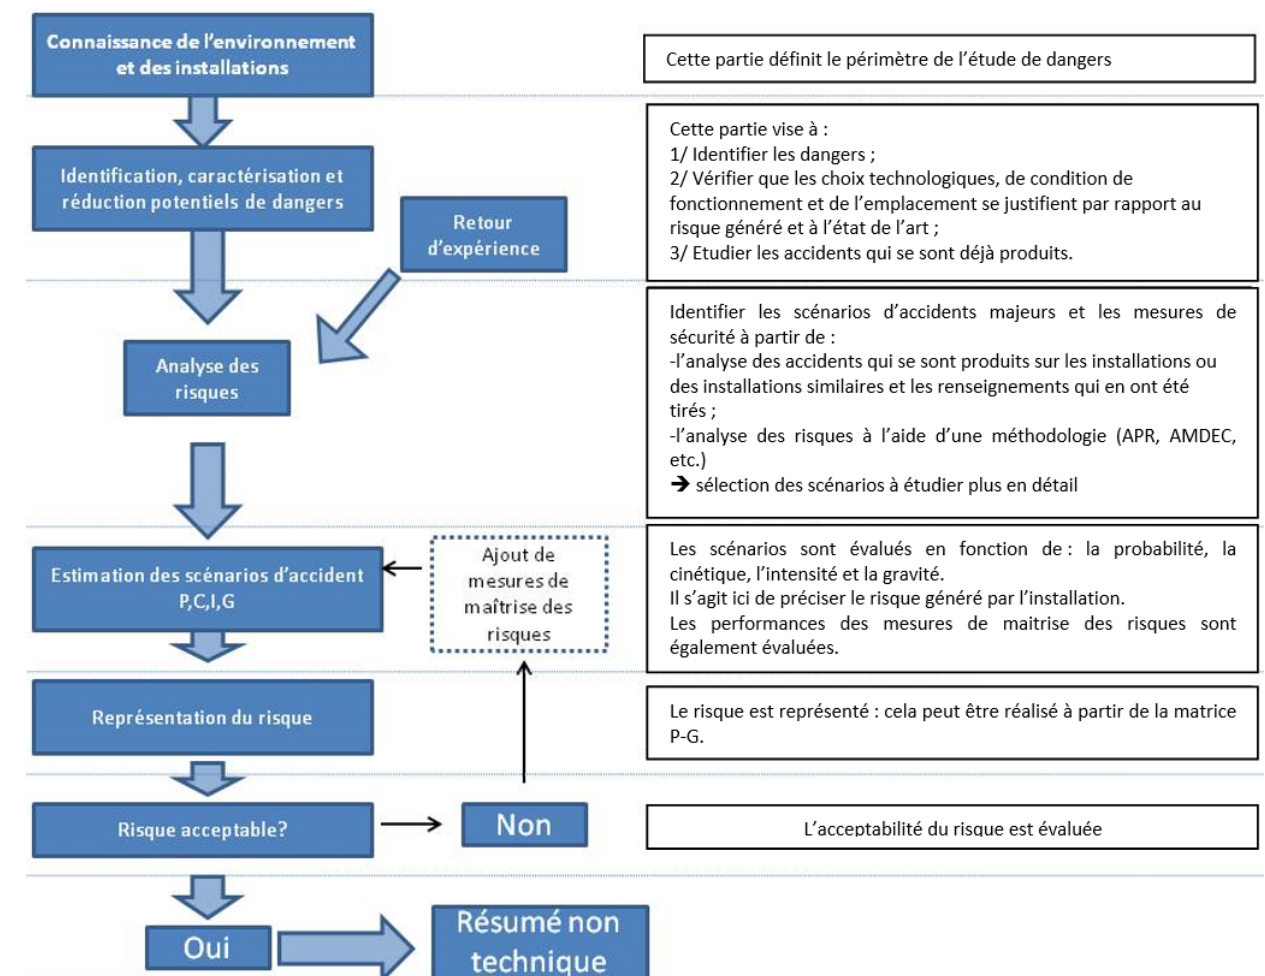 Connaissance de l'environnement
et des installations
Cette partie définit le périmètre de l'étude de dangers
Identification, caractérisation et
réduction potentiels de dangers
Retour
d'expérience
Cette partie vise à :
1/ Identifier les dangers ;
2/ Vérifier que les choix technologiques, de condition de
fonctionnement et de l'emplacement se justifient par rapport au
risque généré et à l'état de l'art ;
3/ Etudier les accidents qui se sont déjà produits.
Analyse des
risques
Identifier les scénarios d'accidents majeurs et les mesures de
sécurité à partir de :
-l'analyse des accidents qui se sont produits sur les installations ou
des installations similaires et les renseignements qui en ont été
tirés ;
-l'analyse des risques à l'aide d'une méthodologie (APR, AMDEC,
etc.)
➔ sélection des scénarios à étudier plus en détail
Estimation des scénarios d'accident
P,C,I,G
Ajout de
mesures de
maîtrise des
risques
Les scénarios sont évalués en fonction de : la probabilité, la
cinétique, l'intensité et la gravité.
Il s'agit ici de préciser le risque généré par l'installation.
Les performances des mesures de maitrise des risques sont
également évaluées.
Représentation du risque
Le risque est représenté : cela peut être réalisé à partir de la matrice
P-G.
Risque acceptable?
Non
L'acceptabilité du risque est évaluée
Oui
Résumé non
technique